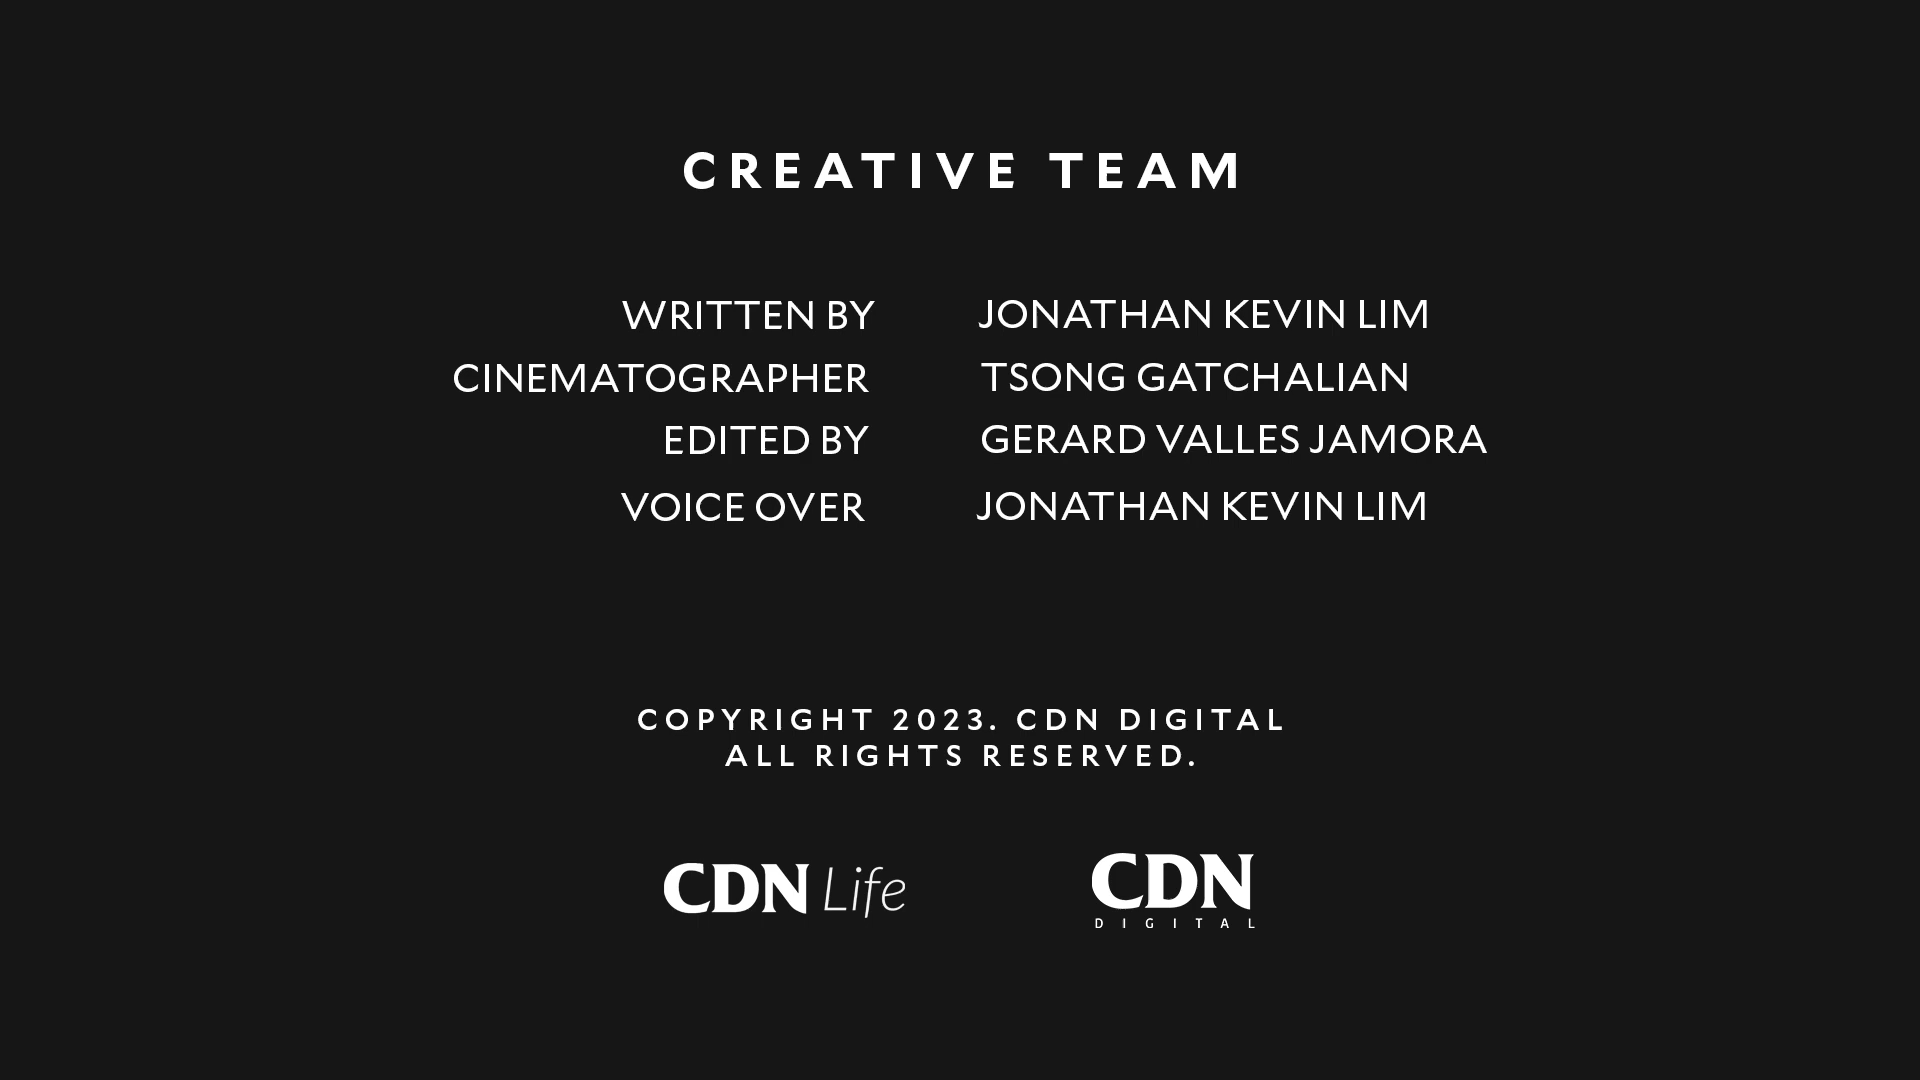 CREATIVE TEAM
WRITTEN BY JONATHAN KEVIN LIM
CINEMATOGRAPHER TSONG GATCHALIAN
EDITED BY GERARD VALLES JAMORA
VOICE OVER JONATHAN KEVIN LIM
COPYRIGHT 2023. CDN DIGITAL
ALL RIGHTS RESERVED.
CDN Life
CDN
DIGITAL